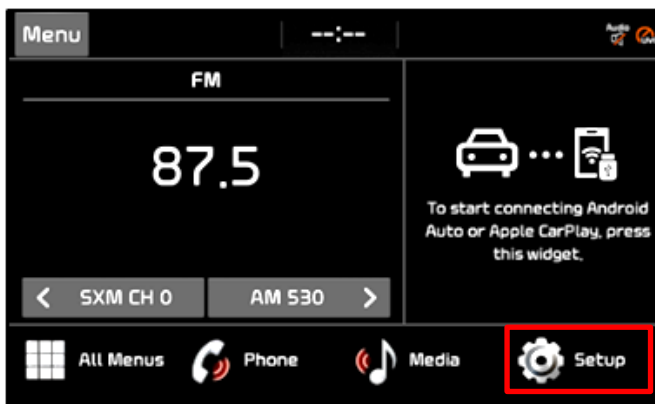 Menu
--:--
Audio
FM
87.5
To start connecting Android
Auto or Apple CarPlay, press
this widget.
< SXM CH 0
AM 530 >
All Menus
Phone
Media
Setup